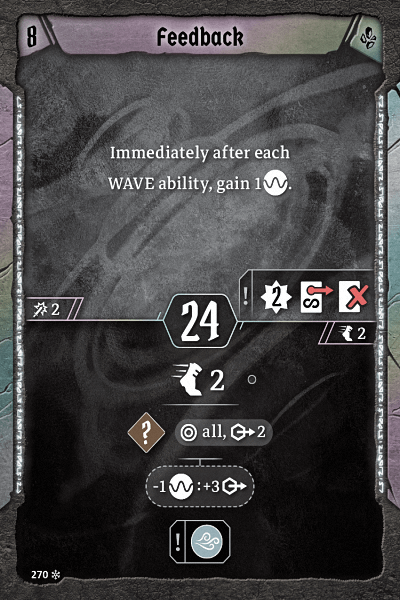 8 Feedback
Immediately after each
WAVE ability, gain 1.
! 2
2
24
2
2
? all, 2
-1:+3
!
270